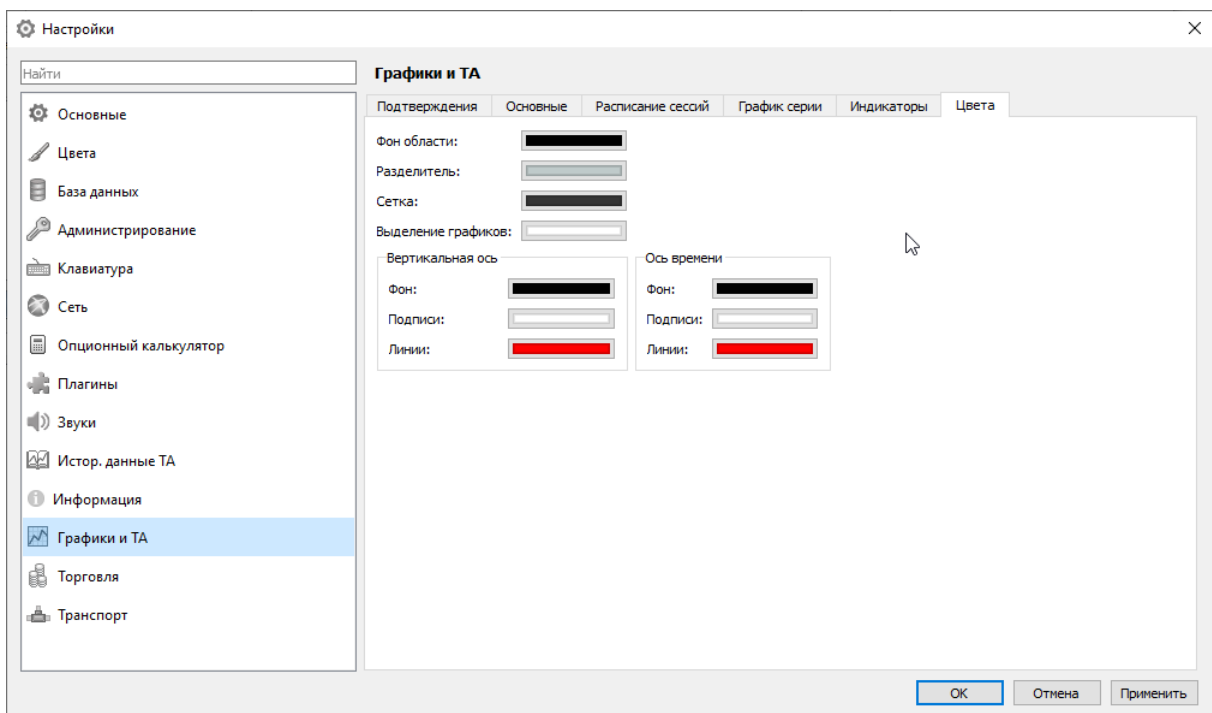 Настройки
Найти
Основные
Цвета
База данных
Администрирование
Клавиатура
Сеть
Опционный калькулятор
Плагины
Звуки
Истор. данные ТА
Информация
Графики и ТА
Торговля
Транспорт
Графики и ТА
Подтверждения Основные Расписание сессий График серии Индикаторы Цвета
Фон области:
Разделитель:
Сетка:
Выделение графиков:
Вертикальная ось
Фон:
Подписи:
Линии:
Ось времени
Фон:
Подписи:
Линии:
OK Отмена Применить